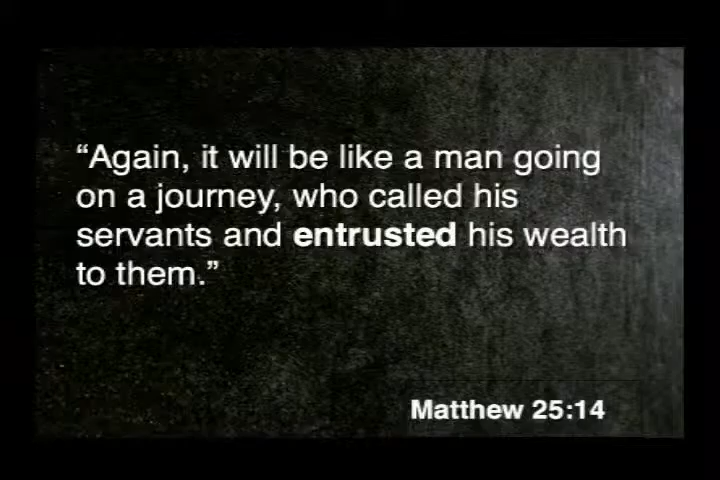 “Again, it will be like a man going
on a journey, who called his
servants and entrusted his wealth
to them.”
Matthew 25:14